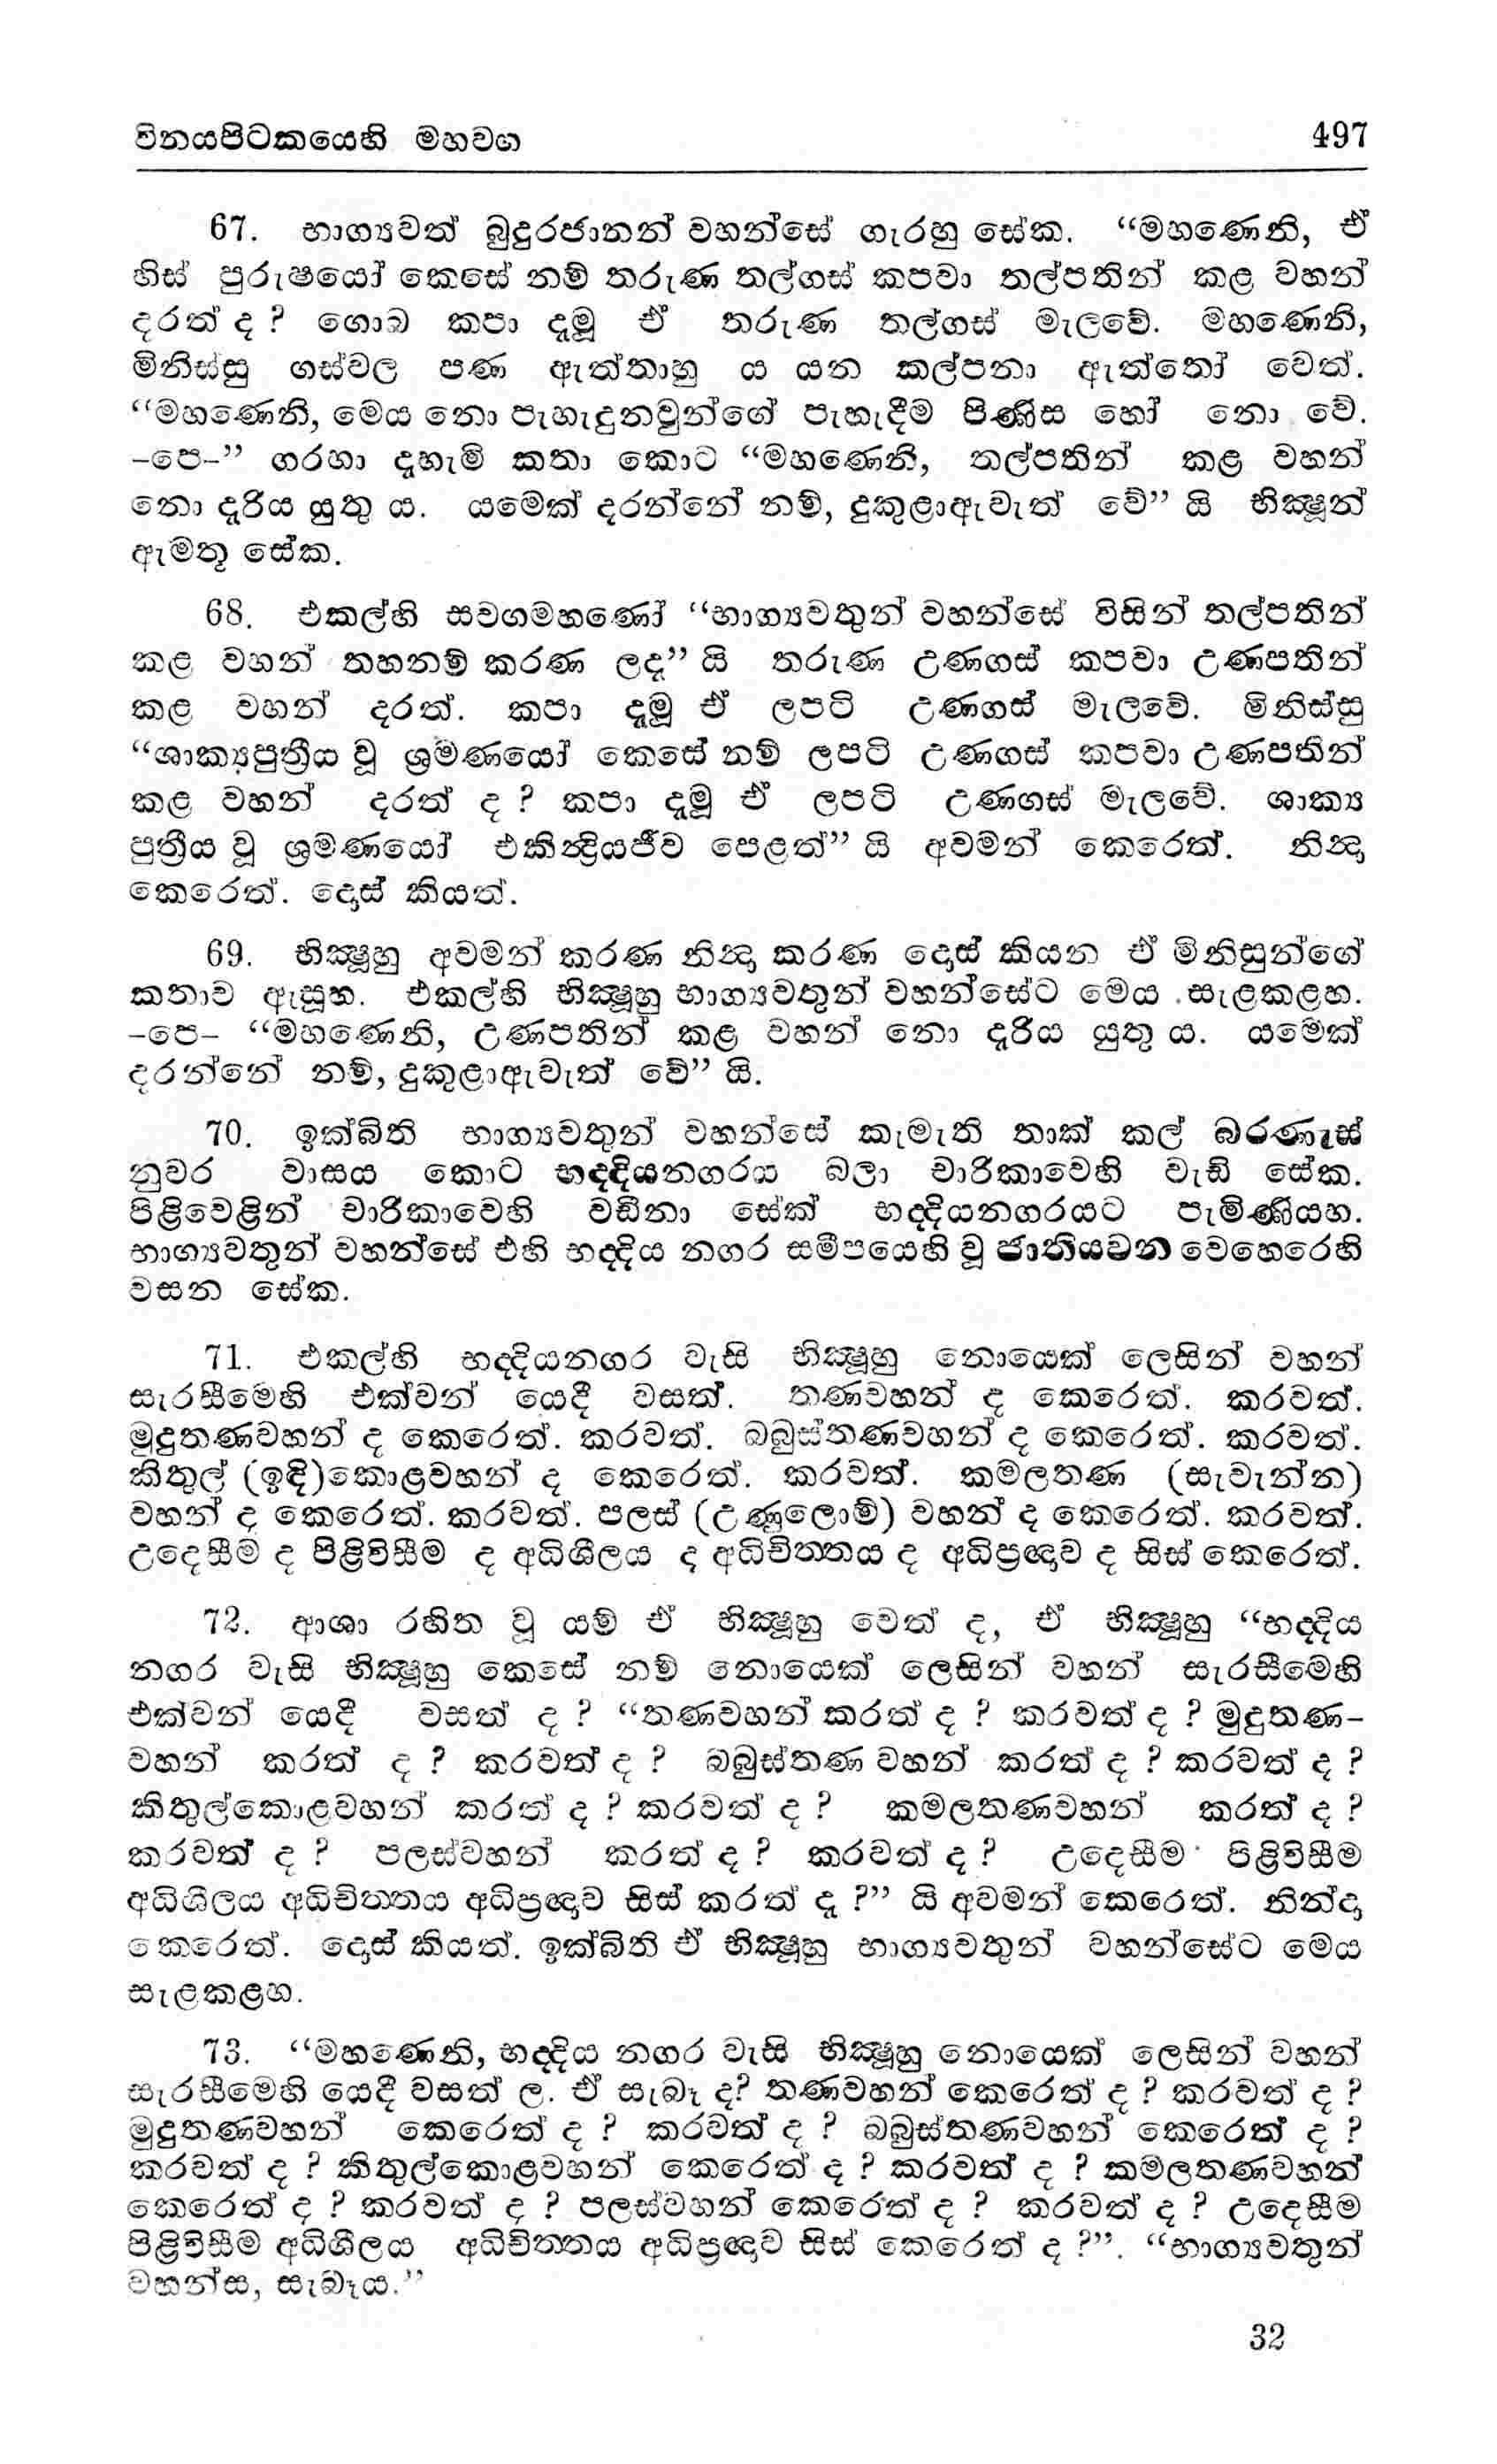 විනයපිටකයෙහි මහවග 497
67. භාග්‍යවත් බුදුරජානන් වහන්සේ ගැරහු සේක. “මහණෙනි, ඒ
හිස් පුරුෂයෝ කෙසේ නම් තරුණ තල්ගස් කපවා තල්පතින් කළ වහන්
දරත් ද ? ගොබ කපා දැමූ ඒ තරුණ තල්ගස් මැලවේ. මහණෙනි,
මිනිස්සු ගස්වල පණ ඇත්තාහු ය යන කල්පනා ඇත්තෝ වෙත්.
“මහණෙනි, මෙය නො පැහැදුනවුන්ගේ පැහැදීම පිණිස හෝ නො වේ.
–පෙ–” ගරහා දැහැමි කතා කොට “මහණෙනි, තල්පතින් කළ වහන්
නො දැරිය යුතු ය. යමෙක් දරන්නේ නම්, දුකුළාඇවැත් වේ” යි භික්‍ෂූන්
ඇමතූ සේක.
68. එකල්හි සවගමහණෝ “භාග්‍යවතුන් වහන්සේ විසින් තල්පතින්
කළ වහන් තහනම් කරණ ලදැ” යි තරුණ උණගස් කපවා උණපතින්
කළ වහන් දරත්. කපා දැමූ ඒ ලපටි උණගස් මැලවේ. මිනිස්සු
“ශාක්‍යපුත්‍රීය වූ ශ්‍රමණයෝ කෙසේ නම් ලපටි උණගස් කපවා උණපතින්
කළ වහන් දරත් ද ? කපා දැමූ ඒ ලපටි උණගස් මැලවේ. ශාක්‍ය
පුත්‍රීය වූ ශ්‍රමණයෝ එකින්‍ද්‍රියජීව පෙළත්” යි අවමන් කෙරෙත්. නින්‍දා
කෙරෙත්. දොස් කියත්.
69. භික්‍ෂූහු අවමන් කරණ නින්‍දා කරණ දොස් කියන ඒ මිනිසුන්ගේ
කතාව ඇසූහ. එකල්හි භික්‍ෂූහු භාග්‍යවතුන් වහන්සේට මෙය සැළකළහ.
–පෙ– “මහණෙනි, උණපතින් කළ වහන් නො දැරිය යුතු ය. යමෙක්
දරන්නේ නම්, දුකුළාඇවැත් වේ” යි.
70. ඉක්බිති භාග්‍යවතුන් වහන්සේ කැමැති තාක් කල් බරණැස්
නුවර වාසය කොට භද්‍දියනගරය බලා චාරිකාවෙහි වැඩි සේක.
පිළිවෙළින් චාරිකාවෙහි වඩිනා සේක් භද්‍දියනගරයට පැමිණියහ.
භාග්‍යවතුන් වහන්සේ එහි භද්‍දිය නගර සමීපයෙහි වූ ජාතියවන වෙහෙරෙහි
වසන සේක.
71. එකල්හි භද්‍දියනගර වැසි භික්‍ෂූහු නොයෙක් ලෙසින් වහන්
සැරසීමෙහි එක්වන් යෙදී වසත්. තණවහන් ද කෙරෙත්. කරවත්.
මුදුතණවහන් ද කෙරෙත්. කරවත්. බබුස්තණවහන් ද කෙරෙත්. කරවත්.
කිතුල් (ඉඳි)කොළවහන් ද කෙරෙත්. කරවත්. කමලතණ (සැවැන්න)
වහන් ද කෙරෙත්. කරවත්. පලස් (උණුලොම්) වහන් ද කෙරෙත්. කරවත්.
උදෙසීම ද පිළිවිසීම ද අධිශීලය ද අධිචිත්‍තය ද අධිප්‍රඥාව ද සිස් කෙරෙත්.
72. ආශා රහිත වූ යම් ඒ භික්‍ෂූහු වෙත් ද, ඒ භික්‍ෂූහු “භද්‍දිය
නගර වැසි භික්‍ෂූහු කෙසේ නම් නොයෙක් ලෙසින් වහන් සැරසීමෙහි
එක්වන් යෙදී වසත් ද ? “තණවහන් කරත් ද ? කරවත් ද ? මුදුතණ–
වහන් කරත් ද ? කරවත් ද ? බබුස්තණ වහන් කරත් ද ? කරවත් ද ?
කිතුල්කොළවහන් කරත් ද ? කරවත් ද ? කමලතණවහන් කරත් ද ?
කරවත් ද ? පලස්වහන් කරත් ද ? කරවත් ද ? උදෙසීම පිළිවිසීම
අධිශීලය අධිචිත්‍තය අධිප්‍රඥාව සිස් කරත් දැ ?” යි අවමන් කෙරෙත්. නින්දා
කෙරෙත්. දොස් කියත්. ඉක්බිති ඒ භික්‍ෂූහු භාග්‍යවතුන් වහන්සේට මෙය
සැළකළහ.
73. “මහණෙනි, භද්‍දිය නගර වැසි භික්‍ෂූහු නොයෙක් ලෙසින් වහන්
සැරසීමෙහි යෙදී වසත් ල. ඒ සැබෑ ද? තණවහන් කෙරෙත් ද ? කරවත් ද ?
මුදුතණවහන් කෙරෙත් ද ? කරවත් ද ? බබුස්තණවහන් කෙරෙත් ද ?
කරවත් ද ? කිතුල්කොළවහන් කෙරෙත් ද ? කරවත් ද ? කමලතණවහන්
කෙරෙත් ද ? කරවත් ද ? පලස්වහන් කෙරෙත් ද ? කරවත් ද ? උදෙසීම
පිළිවිසීම අධිශීලය අධිචිත්‍තය අධිප්‍රඥාව සිස් කෙරෙත් ද ?”. “භාග්‍යවතුන්
වහන්ස, සැබෑය.”
32